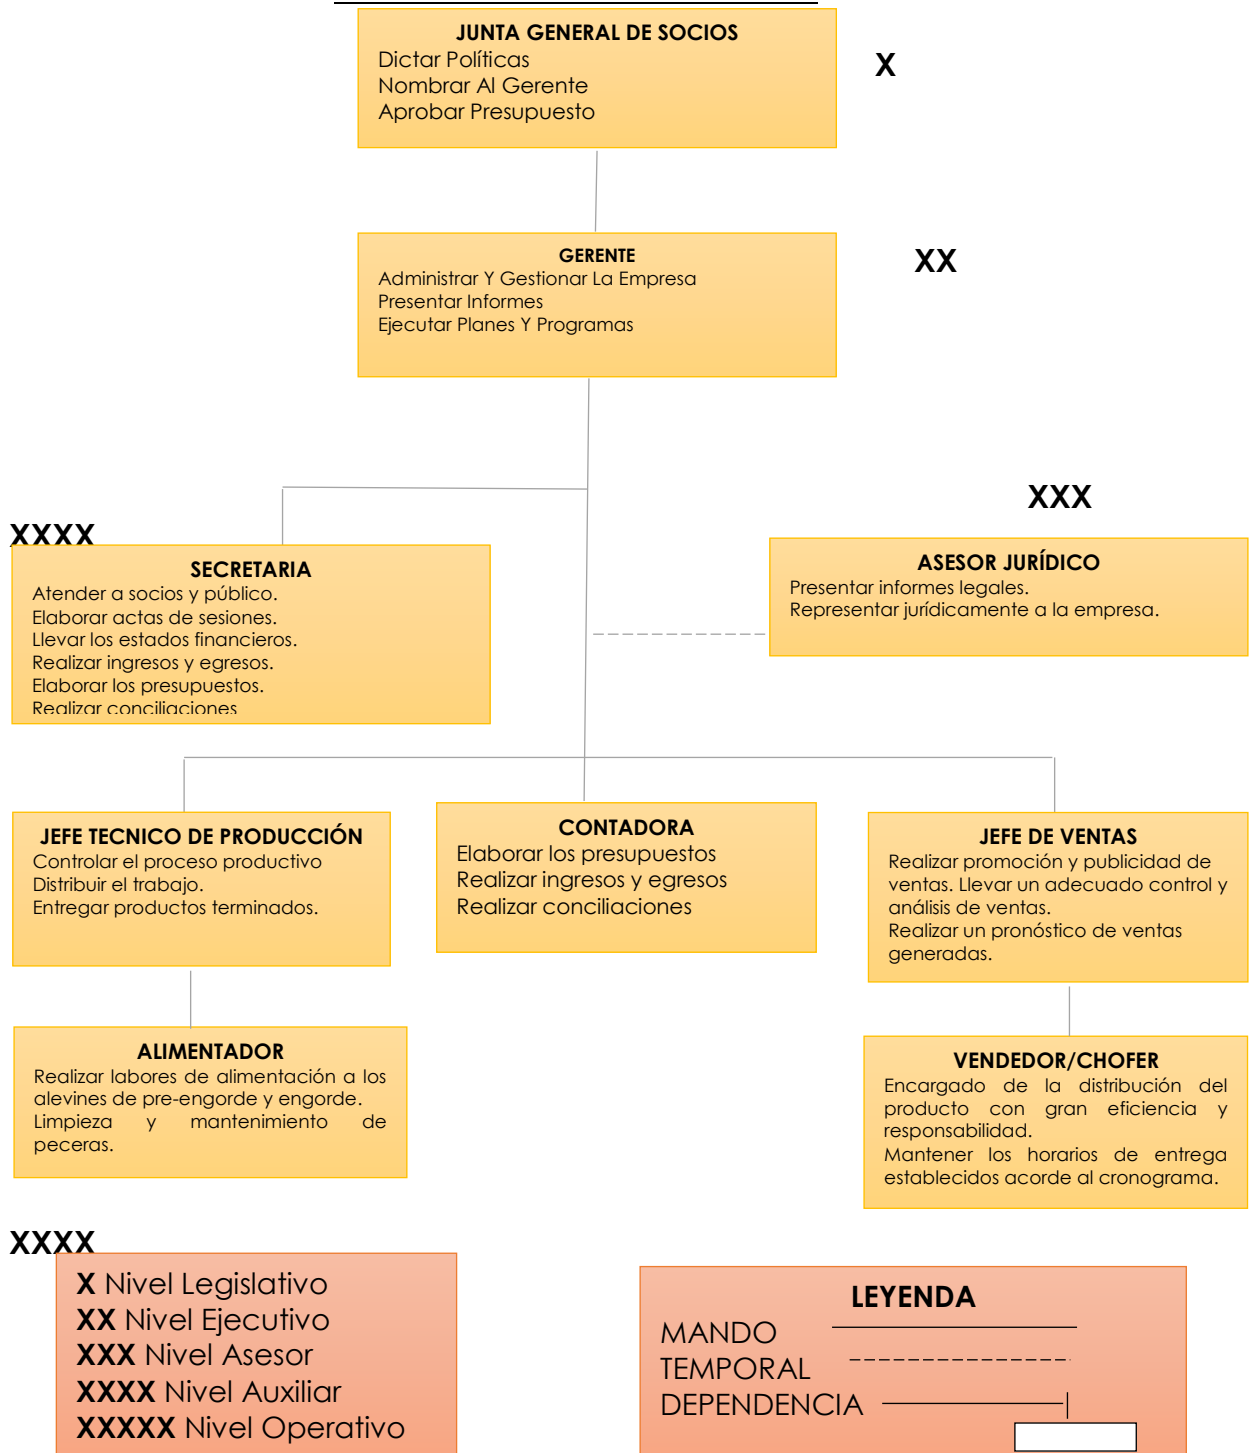 JUNTA GENERAL DE SOCIOS
Dictar Políticas
Nombrar Al Gerente
Aprobar Presupuesto
X
GERENTE
Administrar Y Gestionar La Empresa
Presentar Informes
Ejecutar Planes Y Programas
XX
XXX
XXXX
SECRETARIA
Atender a socios y público.
Elaborar actas de sesiones.
Llevar los estados financieros.
Realizar ingresos y egresos.
Elaborar los presupuestos.
Realizar conciliaciones
ASESOR JURÍDICO
Presentar informes legales.
Representar jurídicamente a la empresa.
JEFE TECNICO DE PRODUCCIÓN
Controlar el proceso productivo
Distribuir el trabajo.
Entregar productos terminados.
CONTADORA
Elaborar los presupuestos
Realizar ingresos y egresos
Realizar conciliaciones
JEFE DE VENTAS
Realizar promoción y publicidad de
ventas. Llevar un adecuado control y
análisis de ventas.
Realizar un pronóstico de ventas
generadas.
ALIMENTADOR
Realizar labores de alimentación a los
alevines de pre-engorde y engorde.
Limpieza y mantenimiento de
peceras.
VENDEDOR/CHOFER
Encargado de la distribución del
producto con gran eficiencia y
responsabilidad.
Mantener los horarios de entrega
establecidos acorde al cronograma.
XXXX
X Nivel Legislativo
XX Nivel Ejecutivo
XXX Nivel Asesor
XXXX Nivel Auxiliar
XXXXX Nivel Operativo
LEYENDA
MANDO
TEMPORAL
DEPENDENCIA